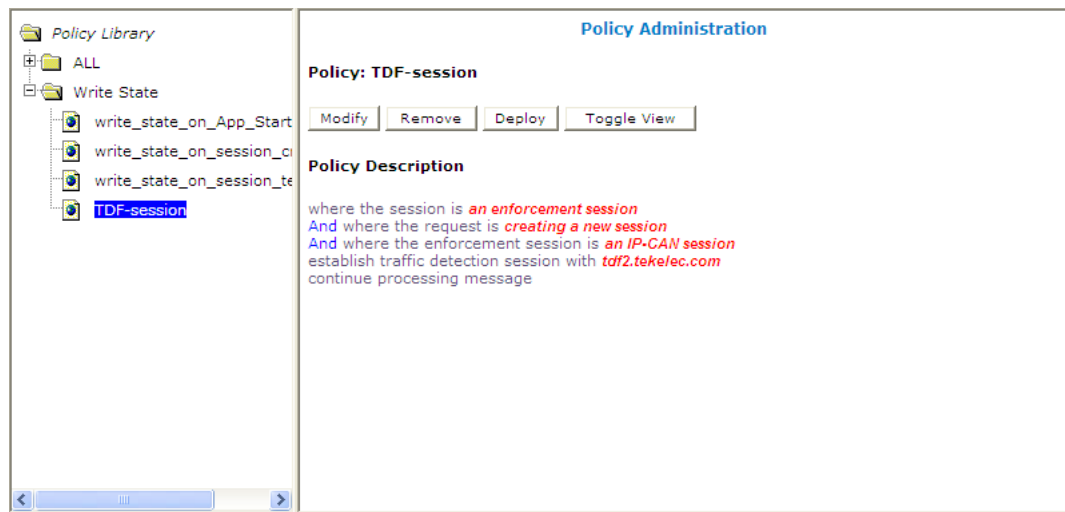 Policy Library
ALL
Write State
write_state_on_App_Start
write_state_on_session_c
write_state_on_session_te
TDF-session
Policy Administration
Policy: TDF-session
Modify Remove Deploy Toggle View
Policy Description
where the session is an enforcement session
And where the request is creating a new session
And where the enforcement session is an IP-CAN session
establish traffic detection session with tdf2.tekelec.com
continue processing message